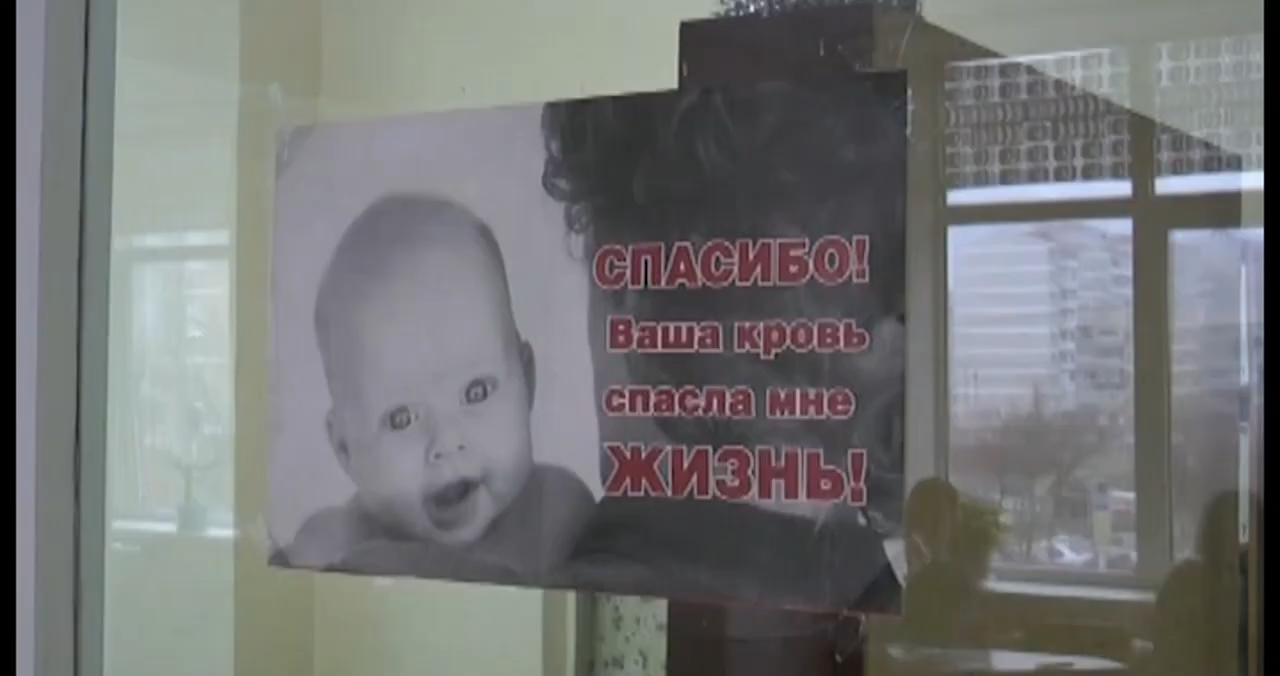 СПАСИБО!
Ваша кровь
спасла мне
ЖИЗНЬ!